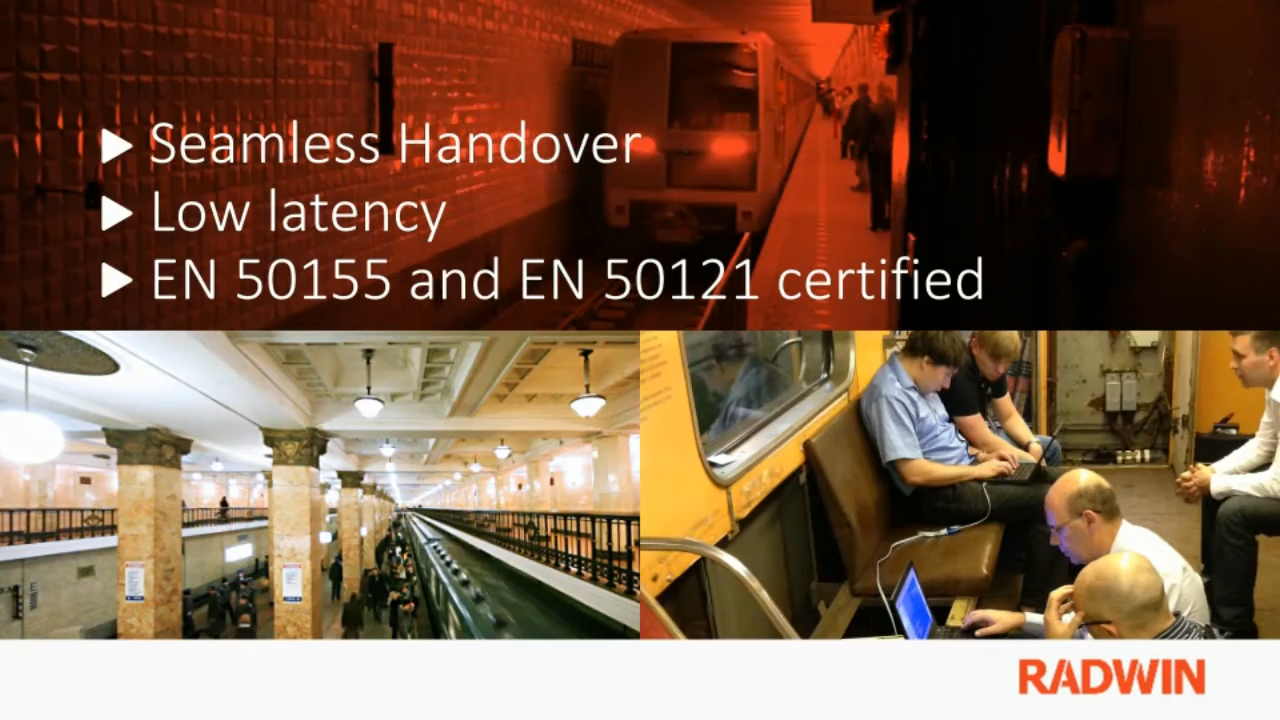 Seamless Handover
Low latency
EN 50155 and EN 50121 certified
RADWIN